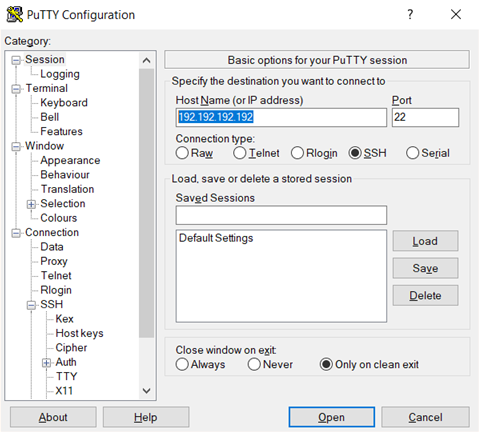 PuTTY Configuration
Category:
Session
Logging
Terminal
Keyboard
Bell
Features
Window
Appearance
Behaviour
Translation
Selection
Colours
Connection
Data
Proxy
Telnet
Rlogin
SSH
Kex
Host keys
Cipher
Auth
TTY
X11
Basic options for your PuTTY session
Specify the destination you want to connect to
Host Name (or IP address) Port
192.192.192.192 22
Connection type:
Raw Telnet Rlogin SSH Serial
Load, save or delete a stored session
Saved Sessions
Default Settings
Load
Save
Delete
Close window on exit:
Always Never Only on clean exit
About Help Open Cancel